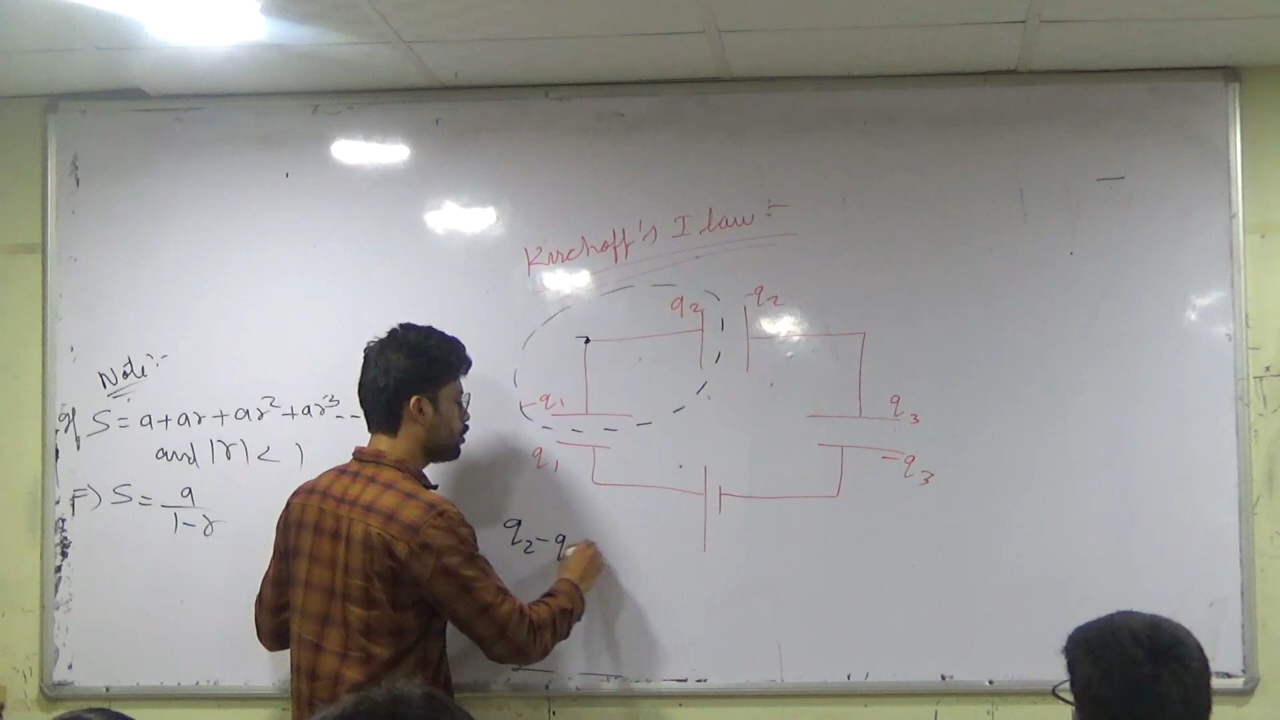 Kirchoff's I law :-
q2
-q2
-q1
q1
q3
-q3
q2-q
Note:-
If S=a+ar+ar²+ar³--
and |r|<1
F) S=a/1-r